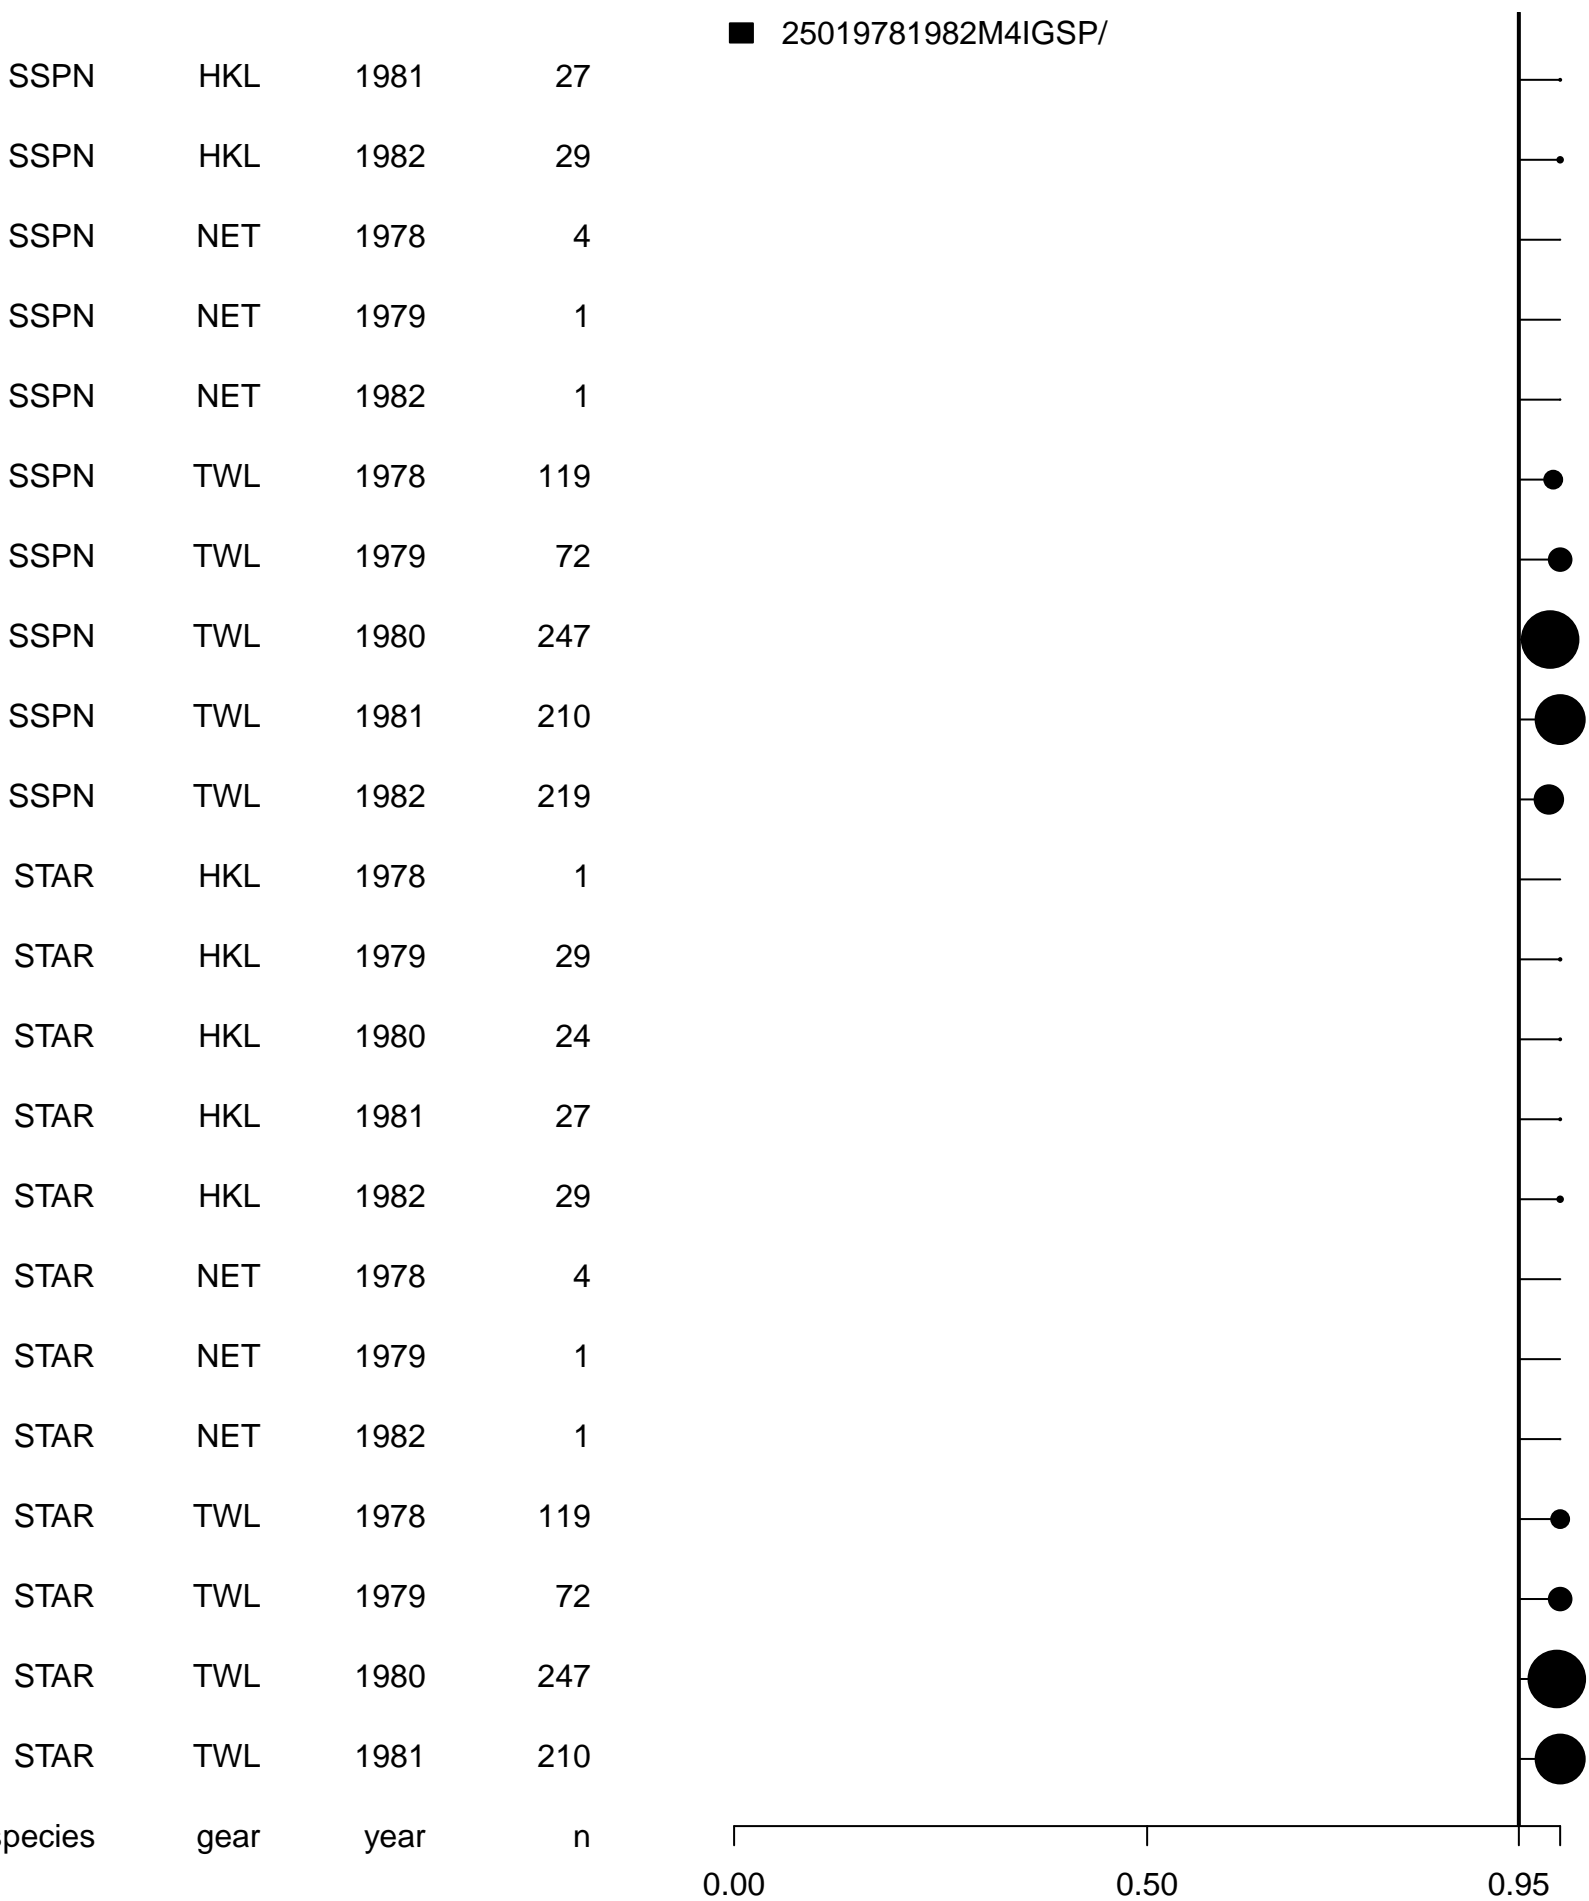 25019781982M4IGSP/
SSPN HKL 1981 27
SSPN HKL 1982 29
SSPN NET 1978 4
SSPN NET 1979 1
SSPN NET 1982 1
SSPN TWL 1978 119
SSPN TWL 1979 72
SSPN TWL 1980 247
SSPN TWL 1981 210
SSPN TWL 1982 219
STAR HKL 1978 1
STAR HKL 1979 29
STAR HKL 1980 24
STAR HKL 1981 27
STAR HKL 1982 29
STAR NET 1978 4
STAR NET 1979 1
STAR NET 1982 1
STAR TWL 1978 119
STAR TWL 1979 72
STAR TWL 1980 247
STAR TWL 1981 210
species gear year n
0.00 0.50 0.95